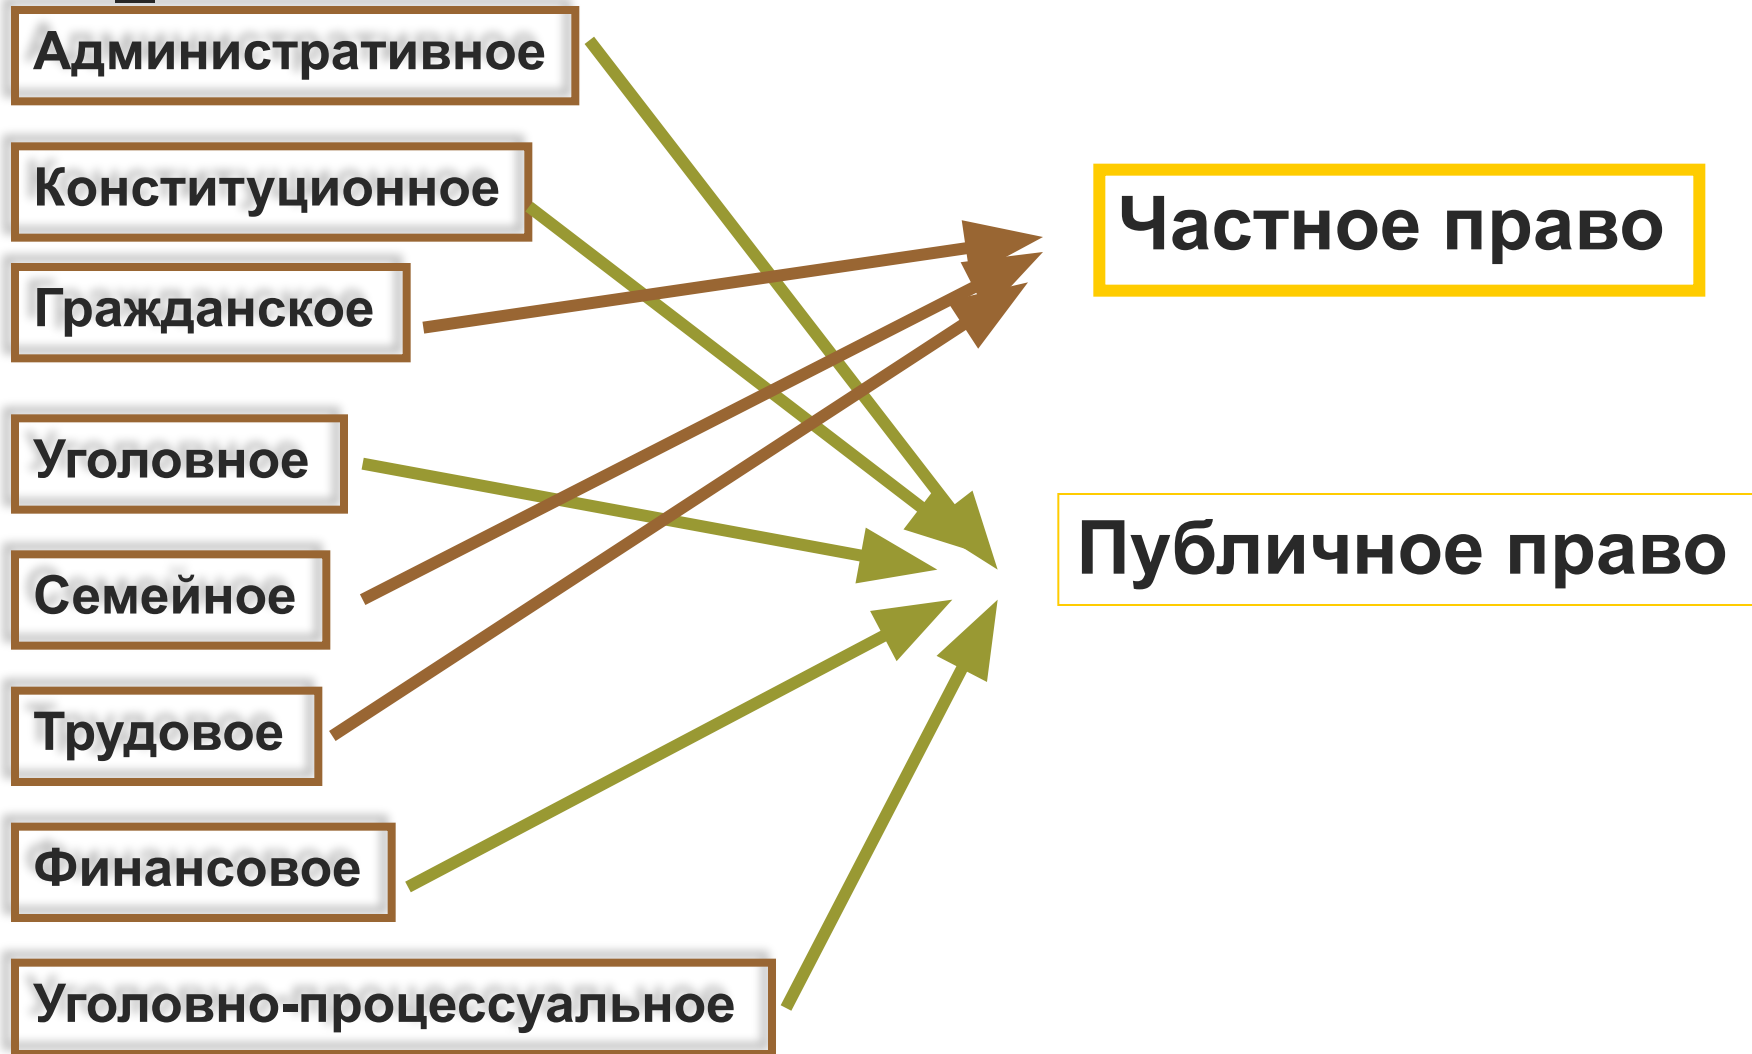 Административное
Конституционное
Гражданское
Уголовное
Семейное
Трудовое
Финансовое
Уголовно-процессуальное
Частное право
Публичное право